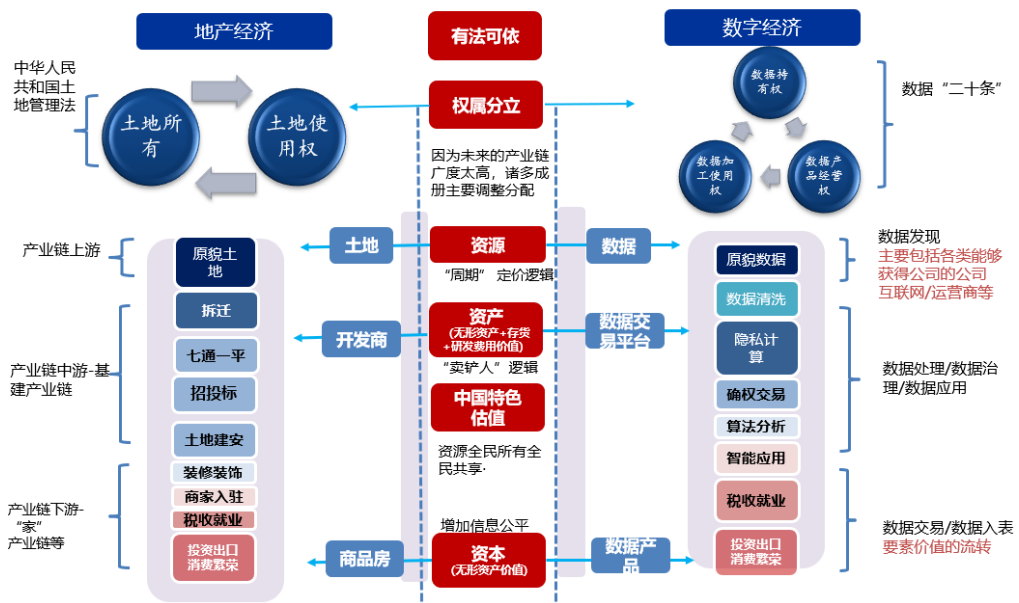 地产经济
有法可依
数字经济
中华人民
共和国土
地管理法
土地所
有
土地使
用权
权属分立
数据持
有权
数据加
工使用
权
数据产
品经营
权
数据“二十条”
因为未来的产业链
广度太高，诸多成
册主要调整分配
产业链上游
原貌土
地
土地
资源
数据
“周期” 定价逻辑
原貌数据
数据发现
主要包括各类能够
获得公司的公司
互联网/运营商等
产业链中游-基
建产业链
拆迁
七通一平
招投标
土地建安
开发商
资产
(无形资产+存货
+研发费用价值)
“卖铲人”逻辑
数据交
易平台
中国特色
估值
资源全民所有全
民共享·
数据清洗
隐私计
算
确权交易
算法分析
智能应用
数据处理/数据治
理/数据应用
产业链下游-
“家”
产业链等
装修装饰
商家入驻
税收就业
投资出口
消费繁荣
商品房
增加信息公平
资本
(无形资产价值)
数据产
品
税收就业
投资出口
消费繁荣
数据交易/数据入表
要素价值的流转